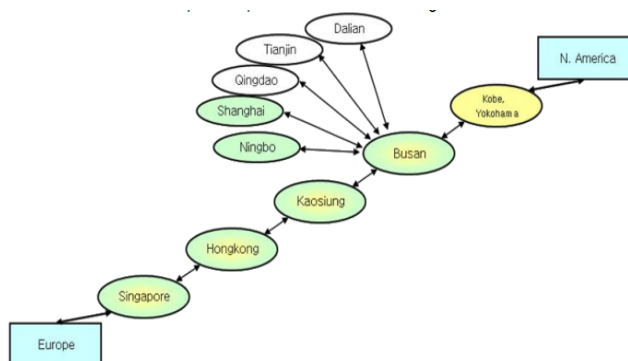 Dalian
Tianjin
N. America
Qingdao
Kobe,
Yokohama
Shanghai
Ningbo
Busan
Kaosiung
Hongkong
Singapore
Europe